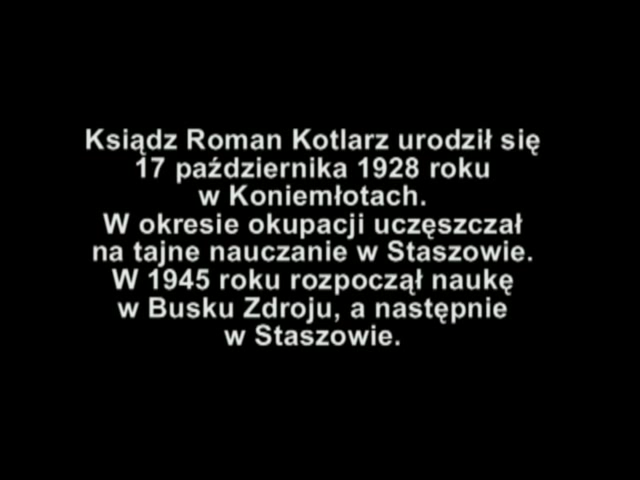 Ksiądz Roman Kotlarz urodził się
17 października 1928 roku
w Koniemłotach.
W okresie okupacji uczęszczał
na tajne nauczanie w Staszowie.
W 1945 roku rozpoczął naukę
w Busku Zdroju, a następnie
w Staszowie.